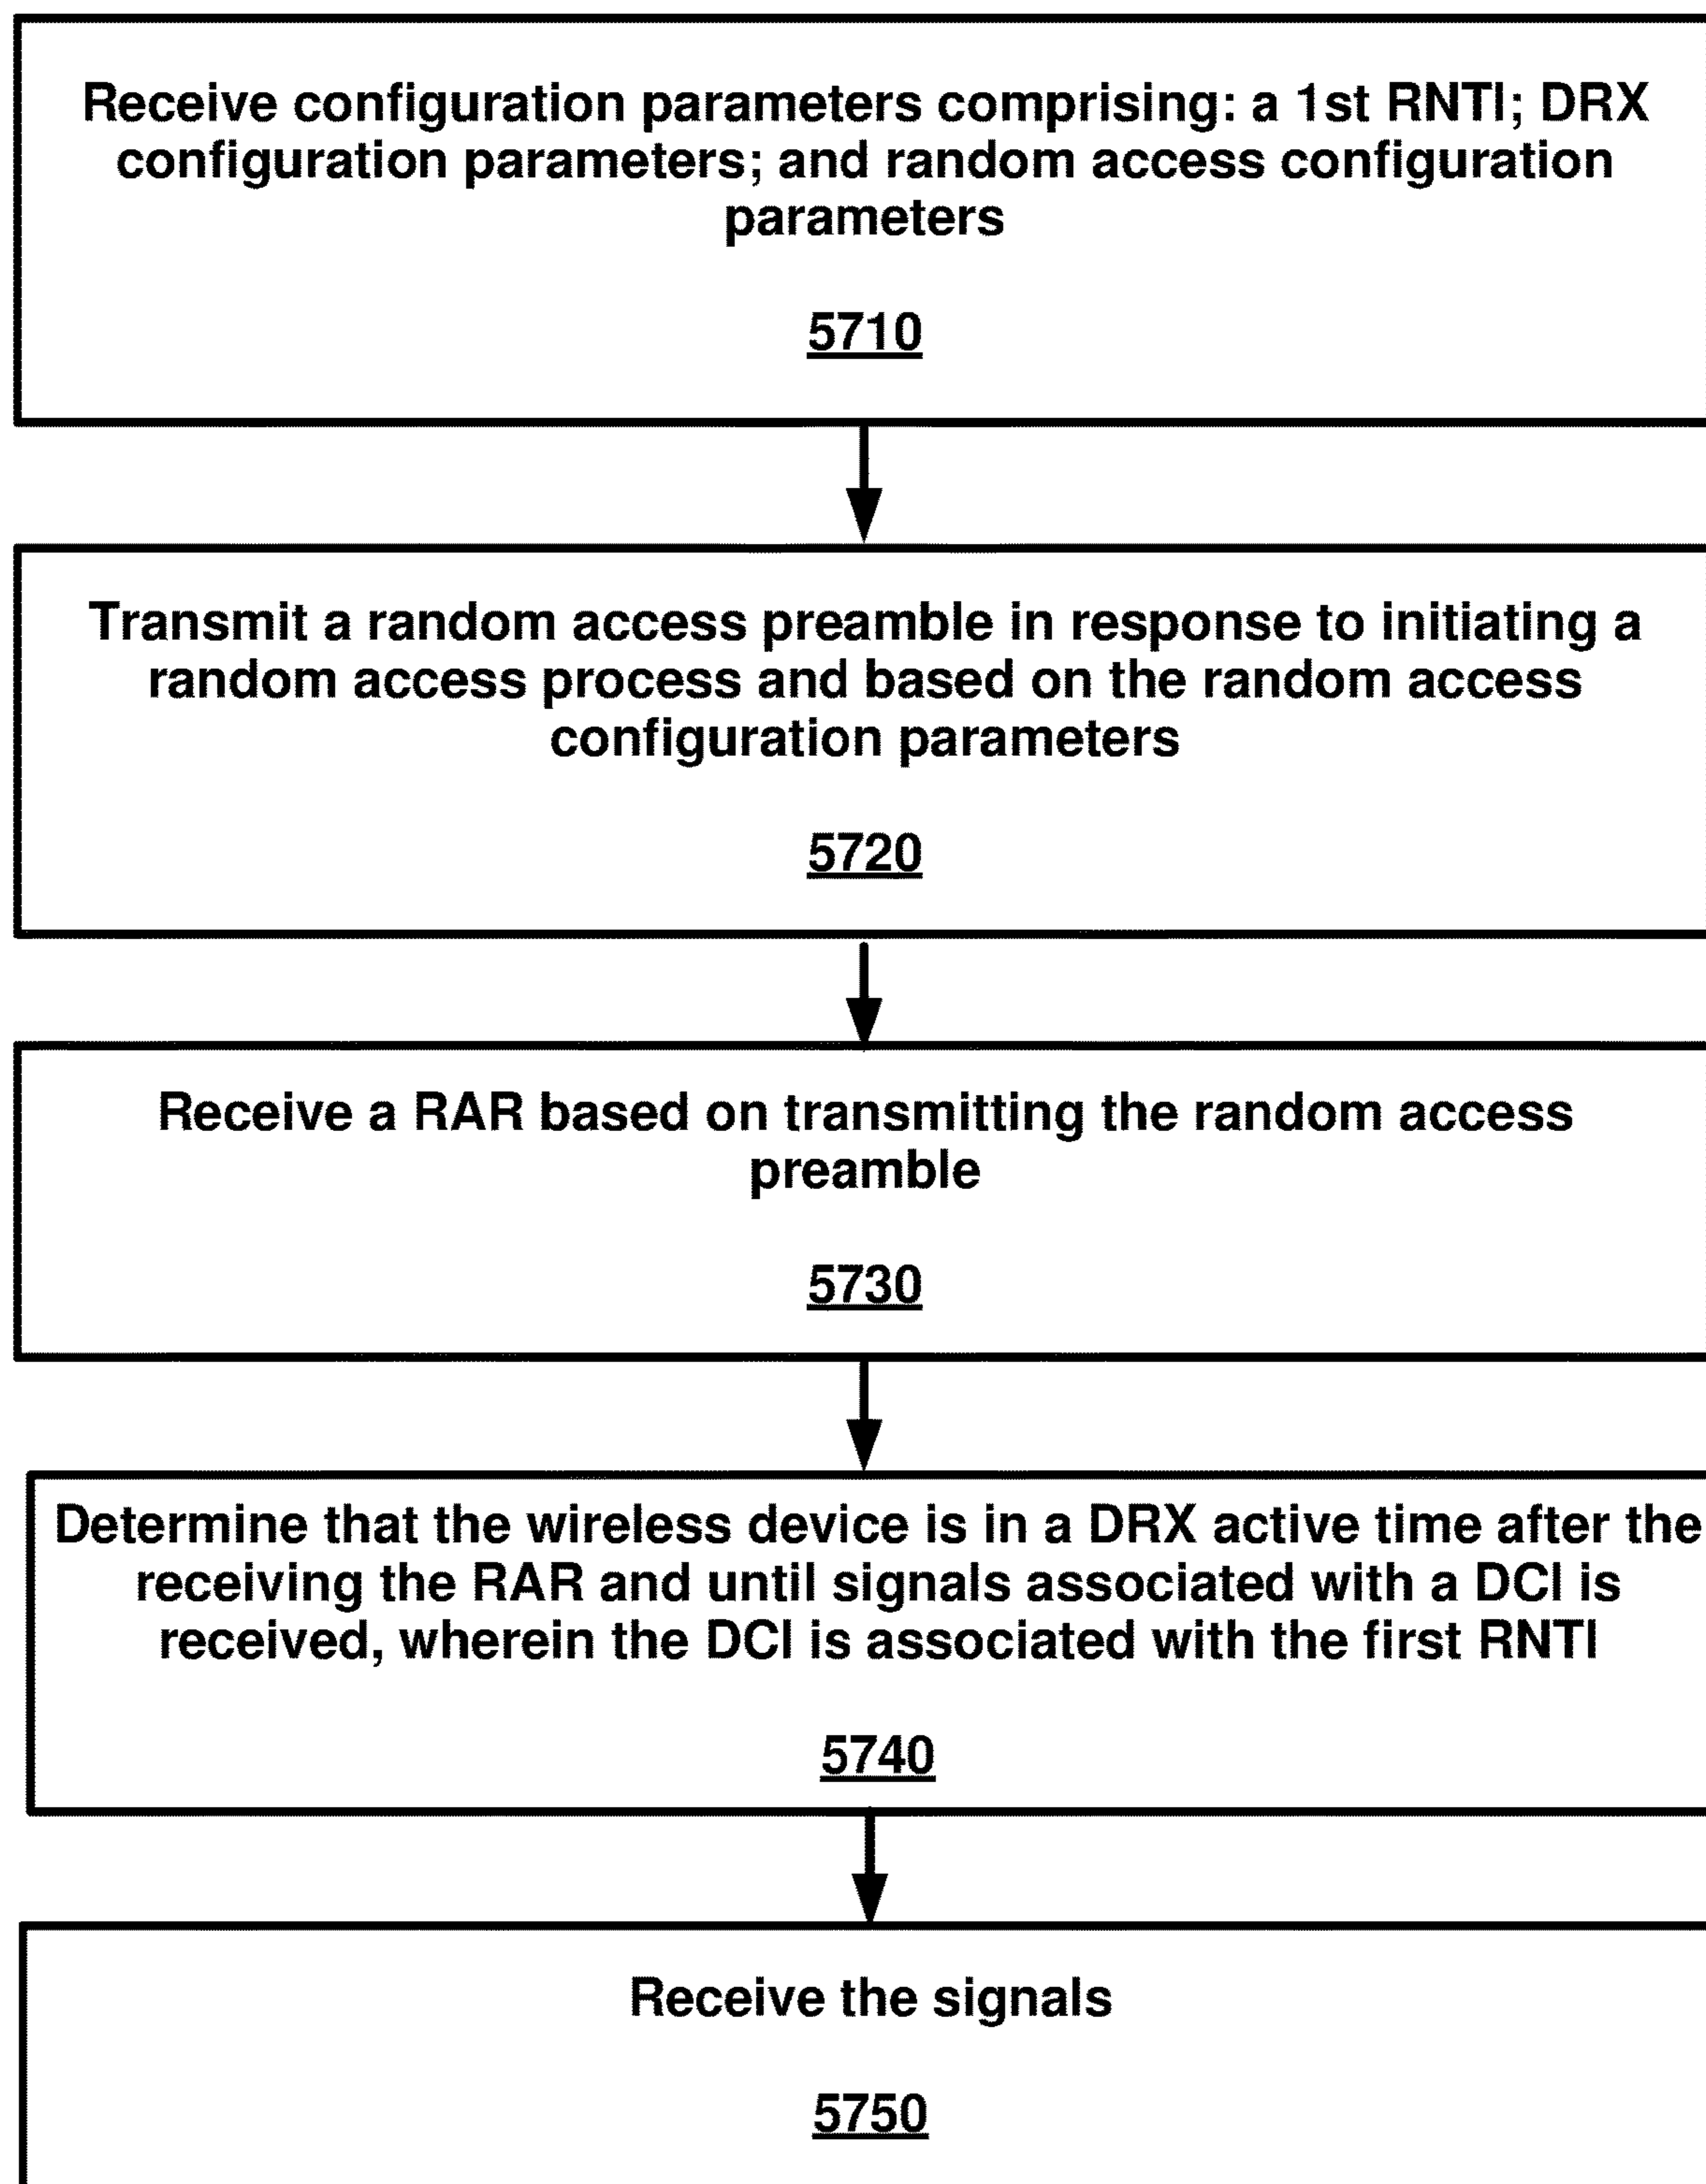 Receive configuration parameters comprising: a 1st RNTI; DRX
configuration parameters; and random access configuration
parameters
5710
Transmit a random access preamble in response to initiating a
random access process and based on the random access
configuration parameters
5720
Receive a RAR based on transmitting the random access
preamble
5730
Determine that the wireless device is in a DRX active time after the
receiving the RAR and until signals associated with a DCI is
received, wherein the DCI is associated with the first RNTI
5740
Receive the signals
5750